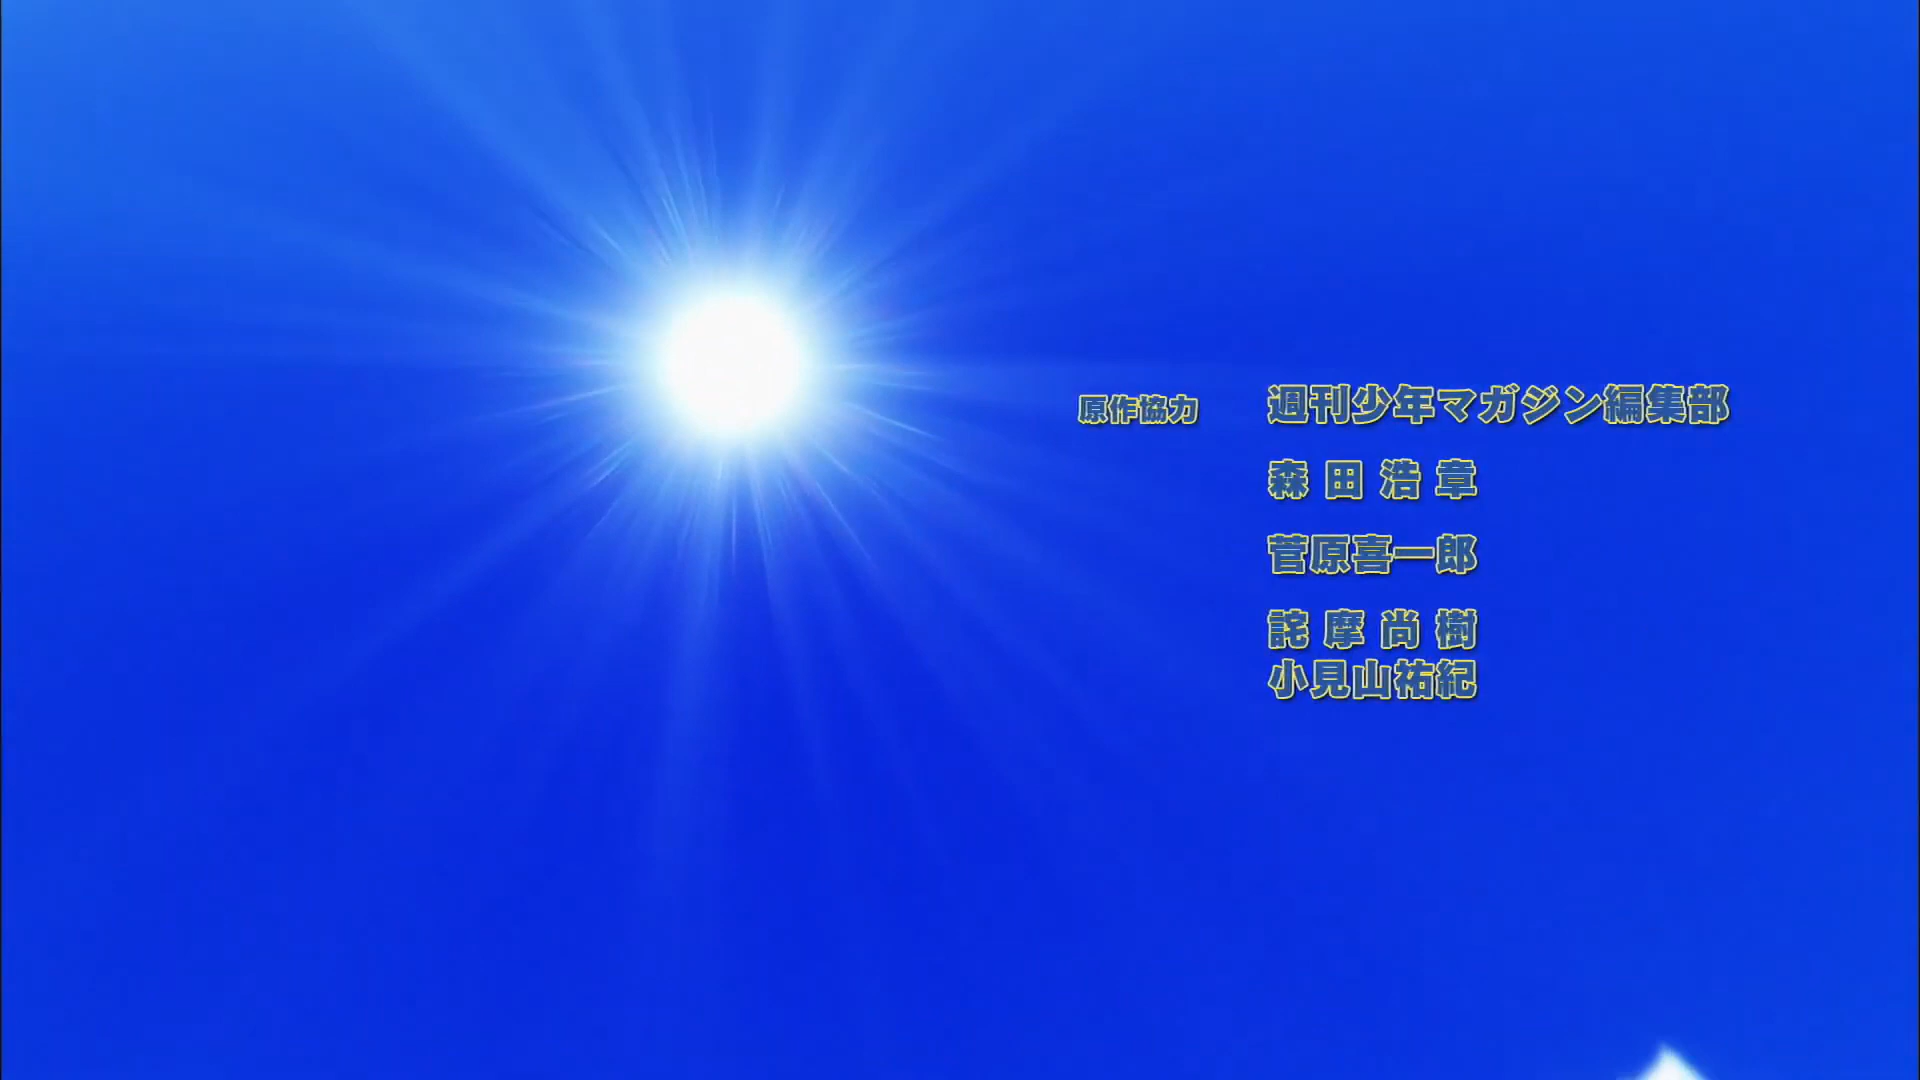 原作協力 週刊少年マガジン編集部
森田浩章
菅原喜一郎
詫摩尚樹
小見山祐紀